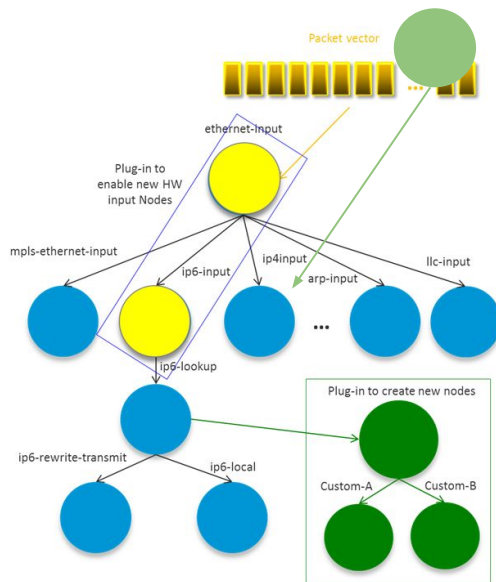 Packet vector
...
ethernet-input
Plug-in to
enable new HW
input Nodes
mpls-ethernet-input
ip6-input
ip4input
arp-input
llc-input
...
ip6-lookup
Plug-in to create new nodes
ip6-rewrite-transmit
ip6-local
Custom-A
Custom-B